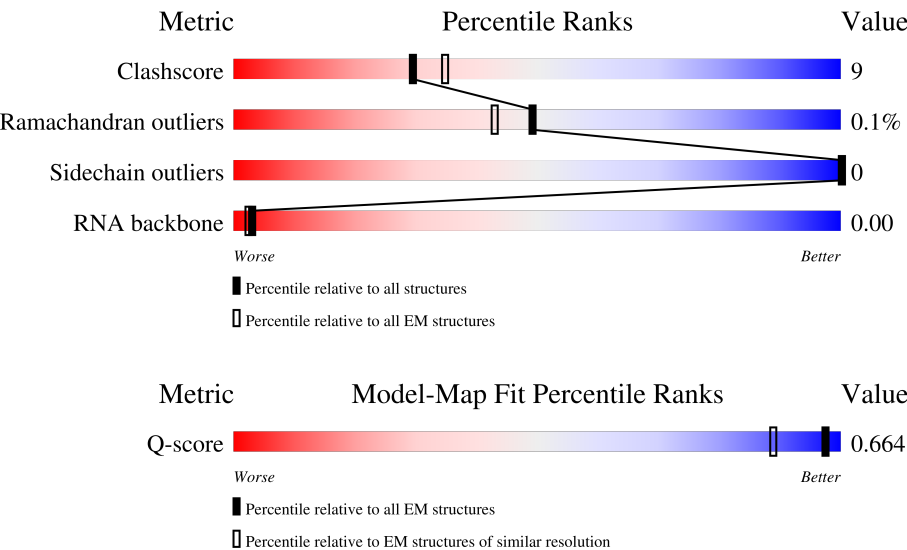 Metric Percentile Ranks Value
Clashscore 9
Ramachandran outliers 0.1%
Sidechain outliers 0
RNA backbone 0.00
Worse Better
Percentile relative to all structures
Percentile relative to all EM structures
Metric Model-Map Fit Percentile Ranks Value
Q-score 0.664
Worse Better
Percentile relative to all EM structures
Percentile relative to EM structures of similar resolution